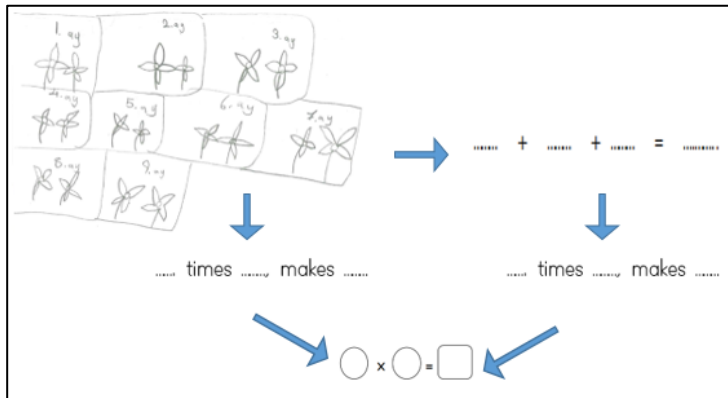 1. ay 2. ay 3. ay
4. ay 5. ay 6. ay 7. ay
8. ay 9. ay
....... + ....... + ....... = ..........
...... times ......., makes .......
...... times ......., makes .......
x =